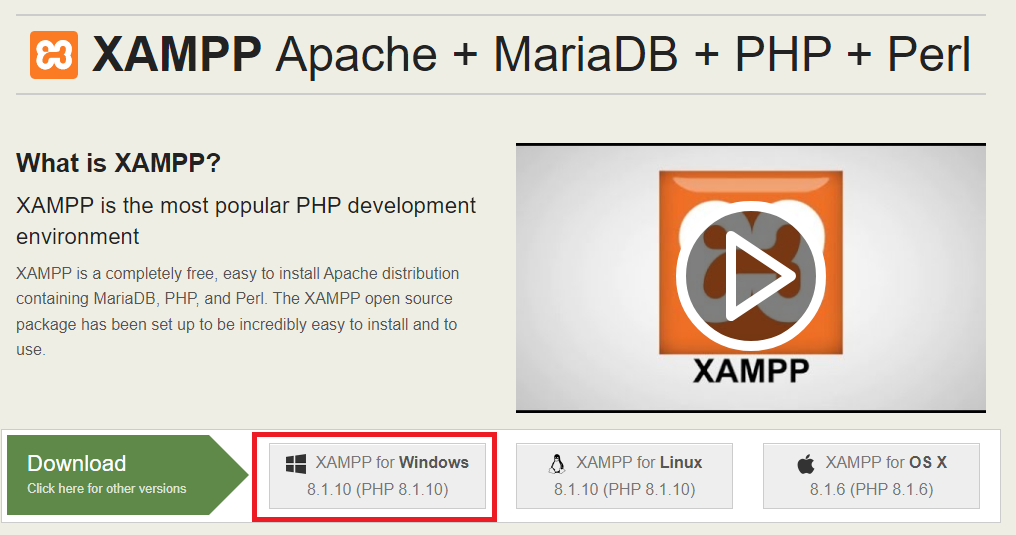 XAMPP Apache + MariaDB + PHP + Perl
What is XAMPP?
XAMPP is the most popular PHP development
environment
XAMPP is a completely free, easy to install Apache distribution
containing MariaDB, PHP, and Perl. The XAMPP open source
package has been set up to be incredibly easy to install and to
use.
XAMPP
Download
Click here for other versions
XAMPP for Windows
8.1.10 (PHP 8.1.10)
XAMPP for Linux
8.1.10 (PHP 8.1.10)
XAMPP for OS X
8.1.6 (PHP 8.1.6)